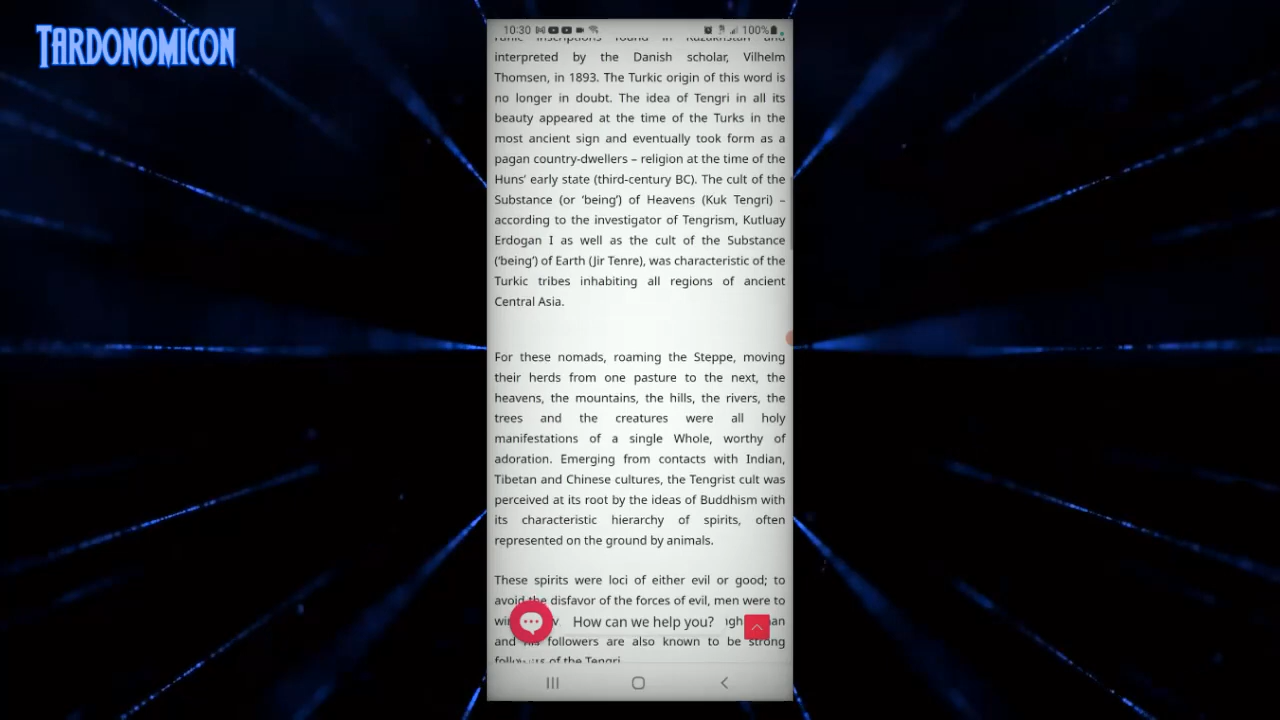 TARDONOMICON
10:30 100%
interpreted by the Danish scholar, Vilhelm
Thomsen, in 1893. The Turkic origin of this word is
no longer in doubt. The idea of Tengri in all its
beauty appeared at the time of the Turks in the
most ancient sign and eventually took form as a
pagan country-dwellers – religion at the time of the
Huns' early state (third-century BC). The cult of the
Substance (or 'being') of Heavens (Kuk Tengri) –
according to the investigator of Tengrism, Kutluay
Erdogan I as well as the cult of the Substance
('being') of Earth (Jir Tenre), was characteristic of the
Turkic tribes inhabiting all regions of ancient
Central Asia.
For these nomads, roaming the Steppe, moving
their herds from one pasture to the next, the
heavens, the mountains, the hills, the rivers, the
trees and the creatures were all holy
manifestations of a single Whole, worthy of
adoration. Emerging from contacts with Indian,
Tibetan and Chinese cultures, the Tengrist cult was
perceived at its root by the ideas of Buddhism with
its characteristic hierarchy of spirits, often
represented on the ground by animals.
These spirits were loci of either evil or good; to
avoid the disfavor of the forces of evil, men were to
How can we help you?
and his followers are also known to be strong
followers of the Tengri